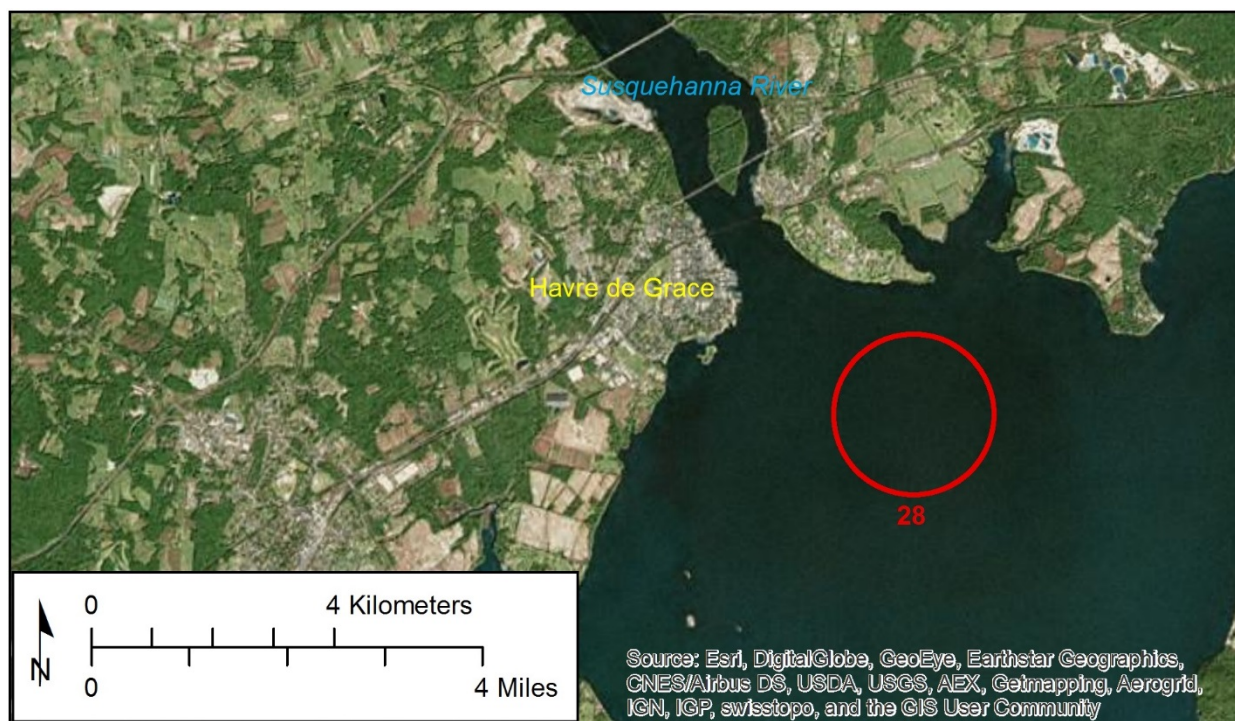 Susquehanna River
Havre de Grace
28
0 4 Kilometers
N
0 4 Miles
Source: Esri, DigitalGlobe, GeoEye, Earthstar Geographics,
CNES/Airbus DS, USDA, USGS, AEX, Getmapping, Aerogrid,
IGN, IGP, swisstopo, and the GIS User Community